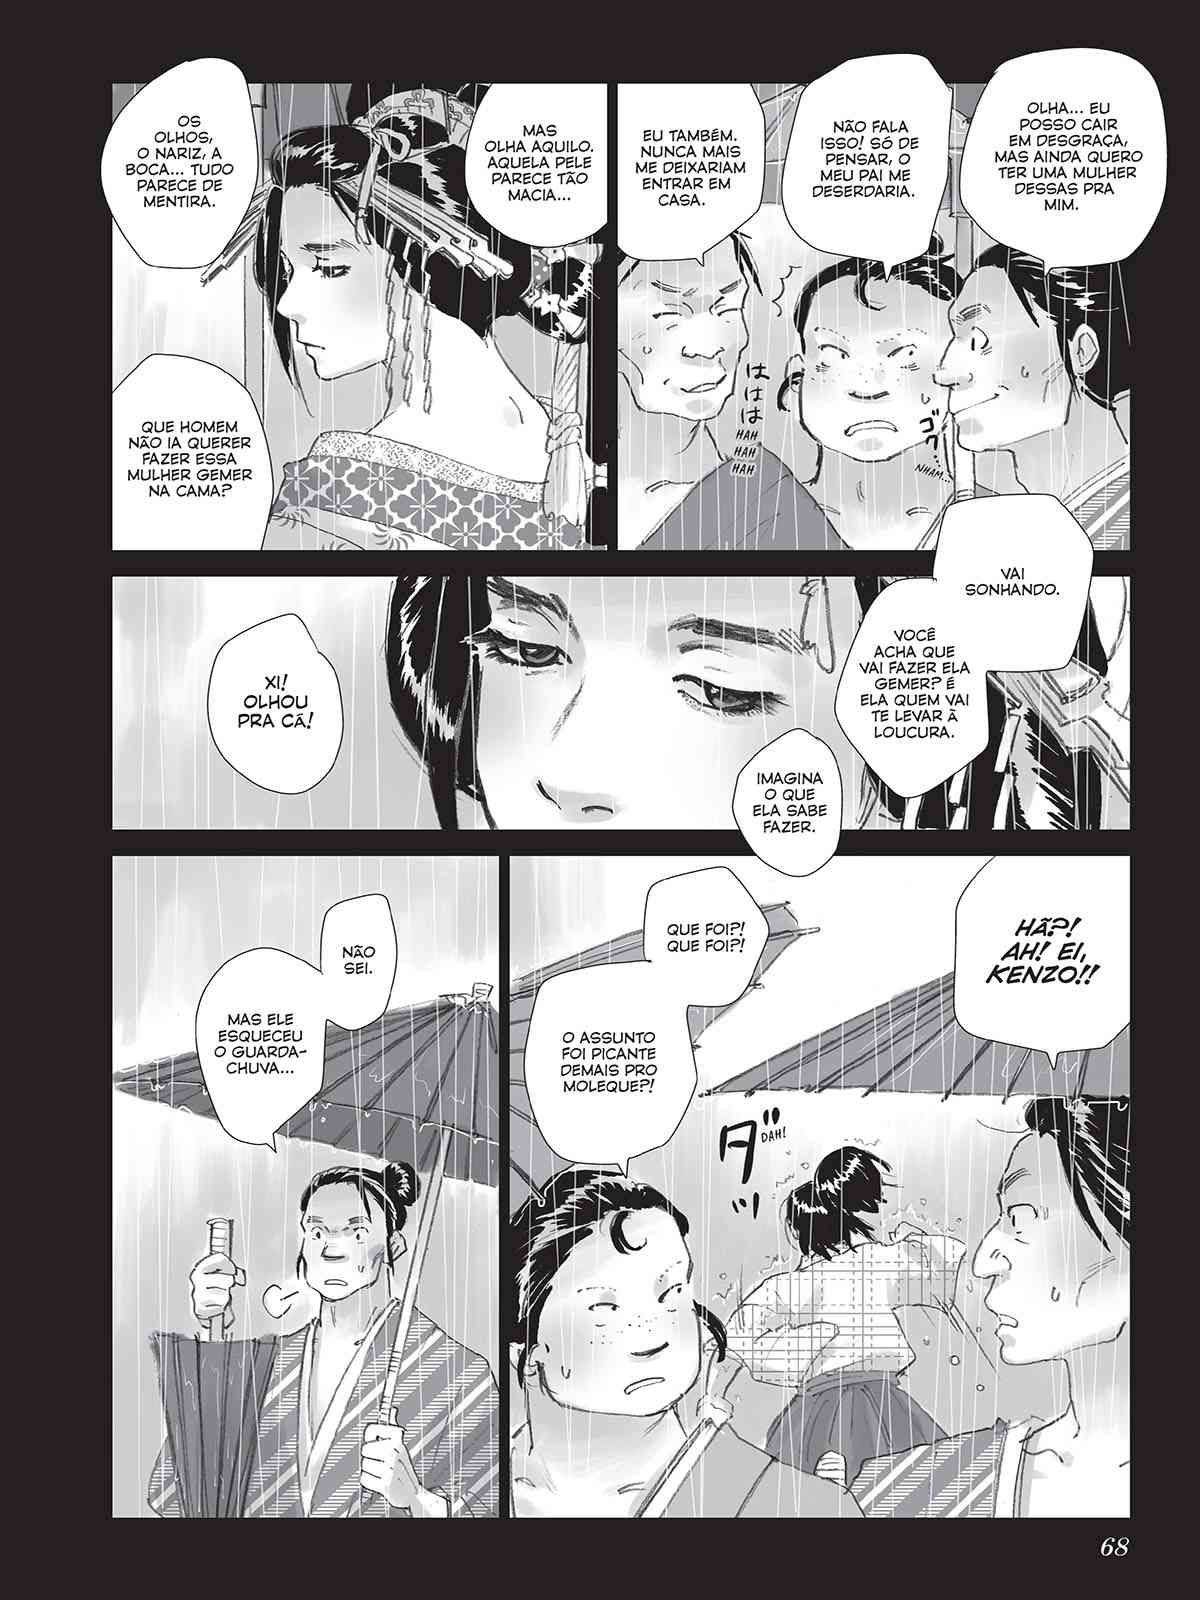 OLHA... EU
POSSO CAIR
EM DESGRAÇA,
MAS AINDA QUERO
TER UMA MULHER
DESSAS PRA
MIM.
NÃO FALA
ISSO! SÓ DE
PENSAR, O
MEU PAI ME
DESERDARIA.
EU TAMBÉM.
NUNCA MAIS
ME DEIXARIAM
ENTRAR EM
CASA.
ゴク
NHAM...
ははは
HAH
HAH
HAH
MAS
OLHA AQUILO.
AQUELA PELE
PARECE TÃO
MACIA...
OS
OLHOS,
O NARIZ, A
BOCA... TUDO
PARECE DE
MENTIRA.
QUE HOMEM
NÃO IA QUERER
FAZER ESSA
MULHER GEMER
NA CAMA?
VAI
SONHANDO.
VOCÊ
ACHA QUE
VAI FAZER ELA
GEMER? É
ELA QUEM VAI
TE LEVAR À
LOUCURA.
IMAGINA
O QUE
ELA SABE
FAZER.
XI!
OLHOU
PRA CÁ!
HÃ?!
AH! EI,
KENZO!!
QUE FOI?!
QUE FOI?!
O ASSUNTO
FOI PICANTE
DEMAIS PRO
MOLEQUE?!
ダッ
DAH!
NÃO
SEI.
MAS ELE
ESQUECEU
O GUARDA-
CHUVA...
68